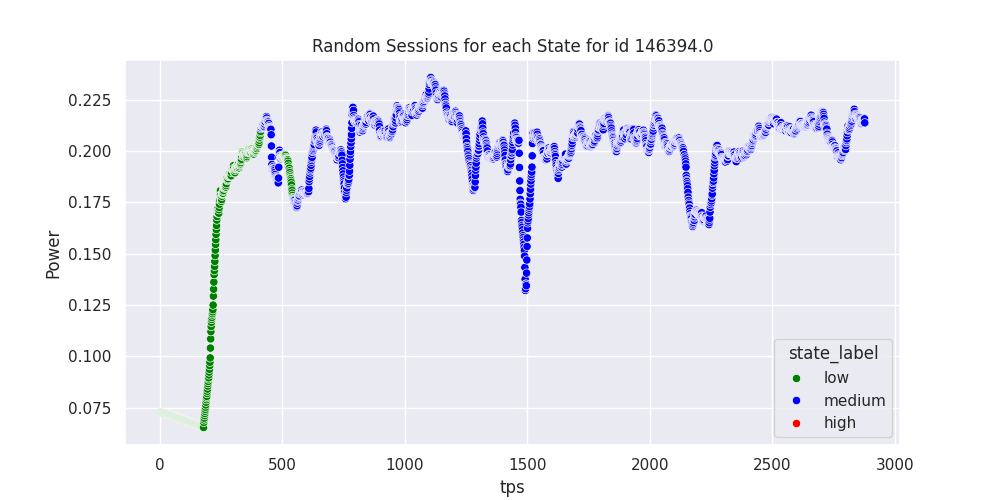 Random Sessions for each State for id 146394.0
Power
0.225
0.200
0.175
0.150
0.125
0.100
0.075
state_label
low
medium
high
0
500
1000
1500
2000
2500
3000
tps